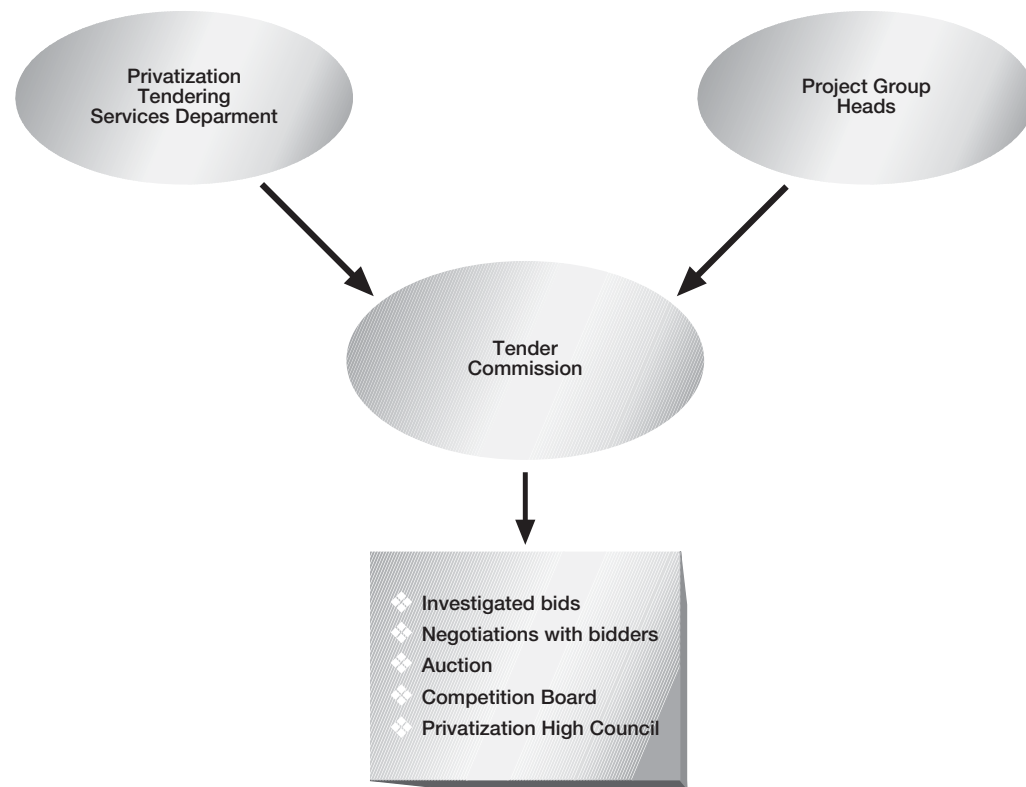 Privatization
Tendering
Services Deparment
Project Group
Heads
Tender
Commission
Investigated bids
Negotiations with bidders
Auction
Competition Board
Privatization High Council